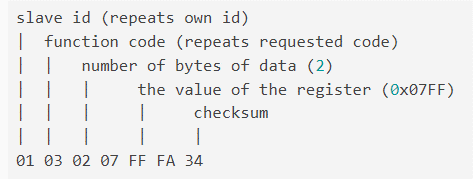 slave id (repeats own id)
| function code (repeats requested code)
| | number of bytes of data (2)
| | | the value of the register (0x07FF)
| | | | checksum
| | | | |
01 03 02 07 FF FA 34